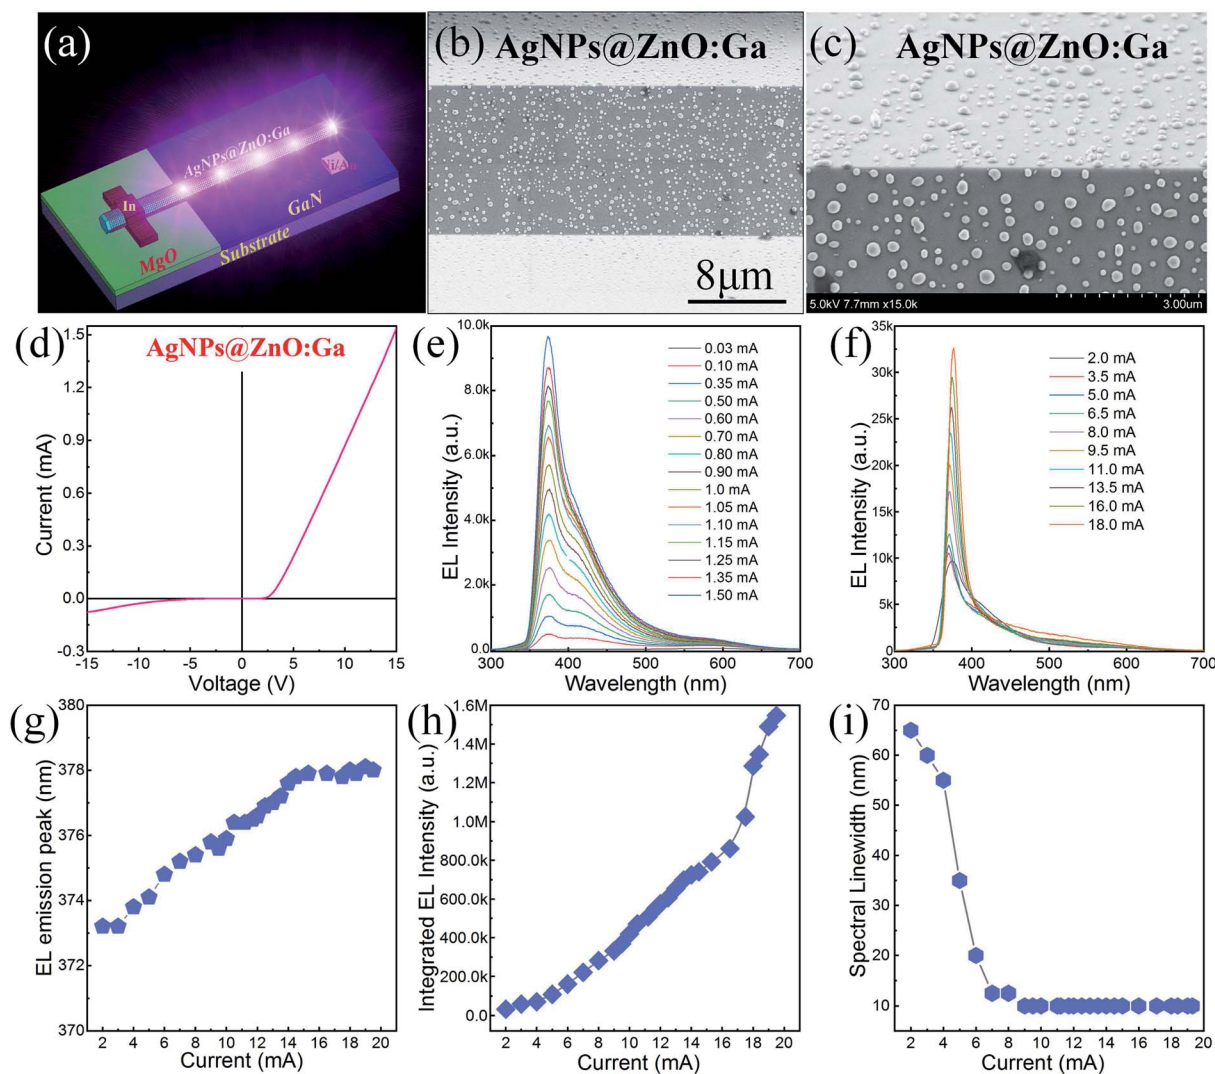 (a)
AgNPs@ZnO:Ga
Ni/Au
In
GaN
MgO
Substrate
(b) AgNPs@ZnO:Ga
8μm
(c) AgNPs@ZnO:Ga
5.0kV 7.7mm x15.0k 3.00um
(d)
AgNPs@ZnO:Ga
1.5
1.2
0.9
0.6
0.3
0.0
-0.3
-15 -10 -5 0 5 10 15
Current (mA)
Voltage (V)
(e)
10.0k
8.0k
6.0k
4.0k
2.0k
0.0
300 400 500 600 700
EL Intensity (a.u.)
Wavelength (nm)
0.03 mA
0.10 mA
0.35 mA
0.50 mA
0.60 mA
0.70 mA
0.80 mA
0.90 mA
1.0 mA
1.05 mA
1.10 mA
1.15 mA
1.25 mA
1.35 mA
1.50 mA
(f)
35k
30k
25k
20k
15k
10k
5k
0
300 400 500 600 700
EL Intensity (a.u.)
Wavelength (nm)
2.0 mA
3.5 mA
5.0 mA
6.5 mA
8.0 mA
9.5 mA
11.0 mA
13.5 mA
16.0 mA
18.0 mA
(g)
380
378
376
374
372
370
2 4 6 8 10 12 14 16 18 20
EL emission peak (nm)
Current (mA)
(h)
1.6M
1.4M
1.2M
1.0M
800.0k
600.0k
400.0k
200.0k
0.0
2 4 6 8 10 12 14 16 18 20
Integrated EL Intensity (a.u.)
Current (mA)
(i)
70
60
50
40
30
20
10
2 4 6 8 10 12 14 16 18 20
Spectral Linewidth (nm)
Current (mA)